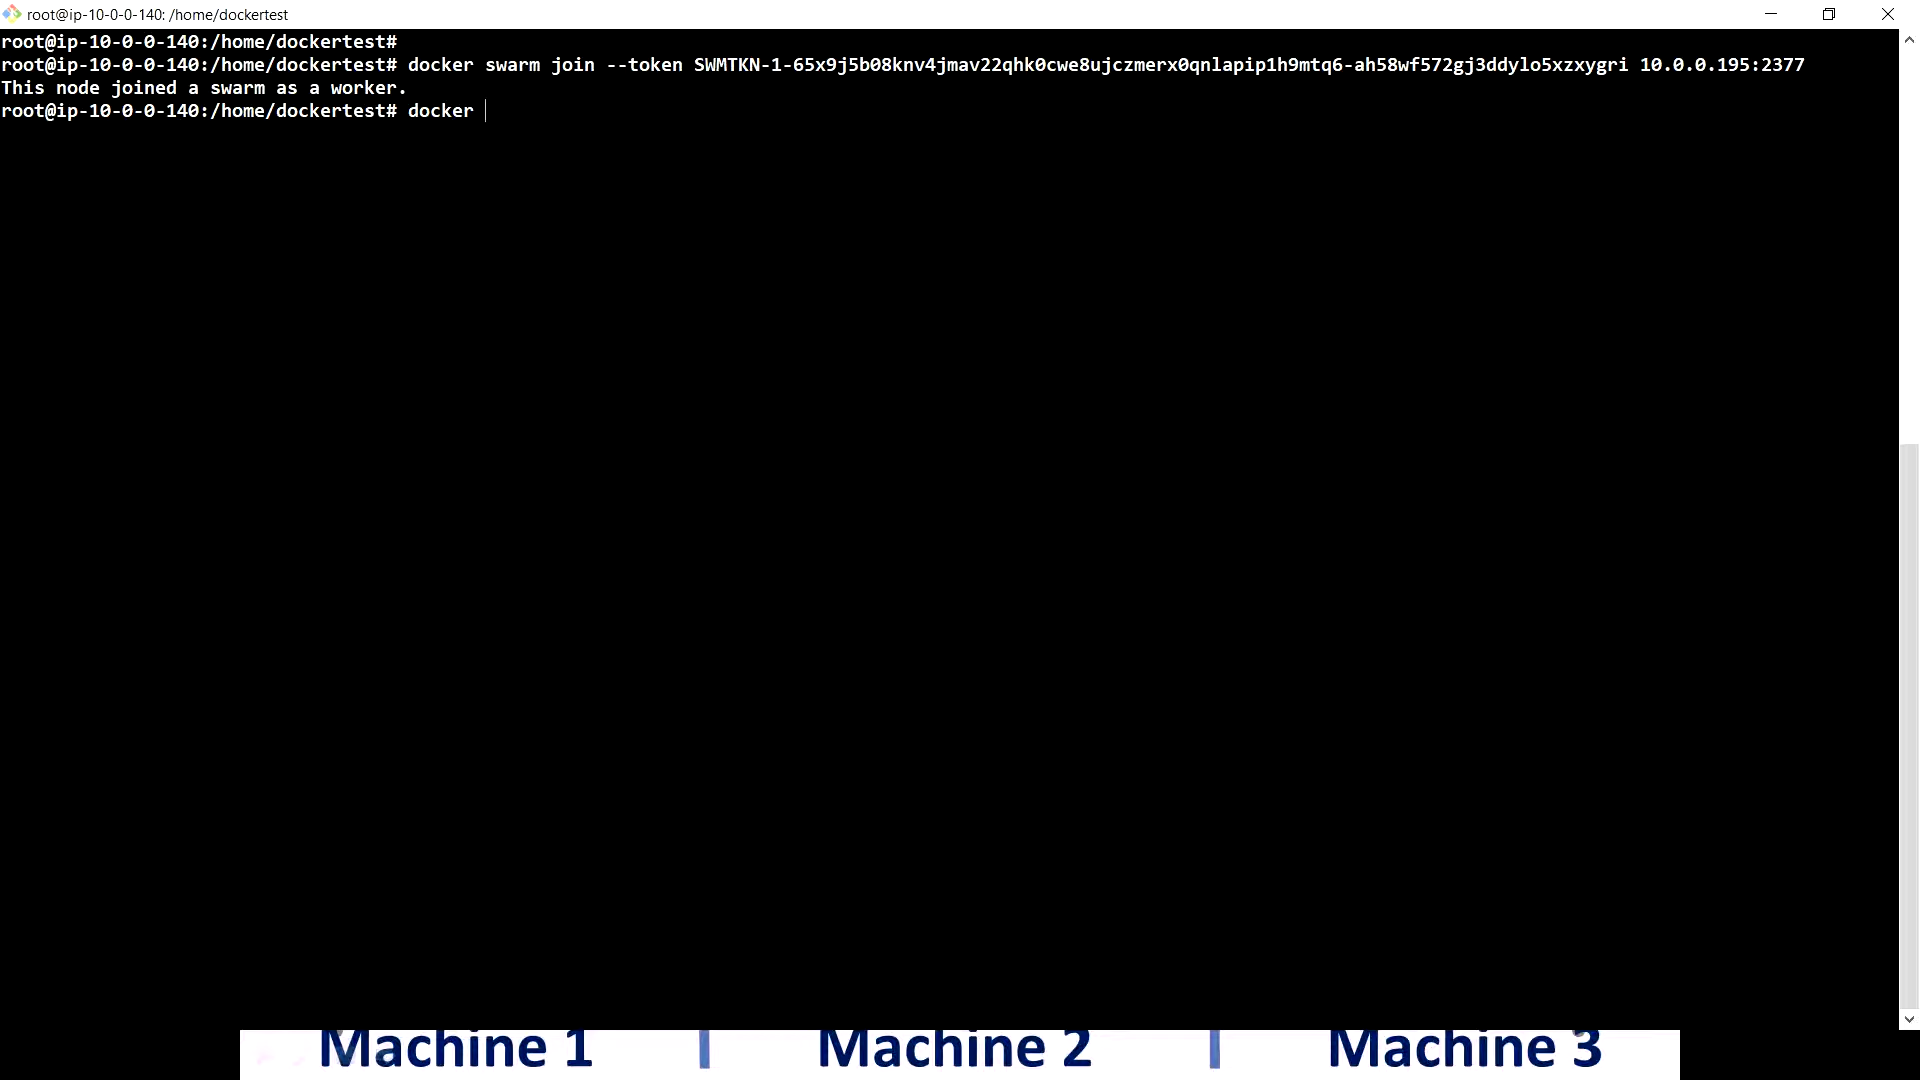 root@ip-10-0-0-140: /home/dockertest
root@ip-10-0-0-140:/home/dockertest#
root@ip-10-0-0-140:/home/dockertest# docker swarm join --token SWMTKN-1-65x9j5b08knv4jmav22qhk0cwe8ujczmerx0qnlapip1h9mtq6-ah58wf572gj3ddylo5xzxygri 10.0.0.195:2377
This node joined a swarm as a worker.
root@ip-10-0-0-140:/home/dockertest# docker
Machine 1 Machine 2 Machine 3